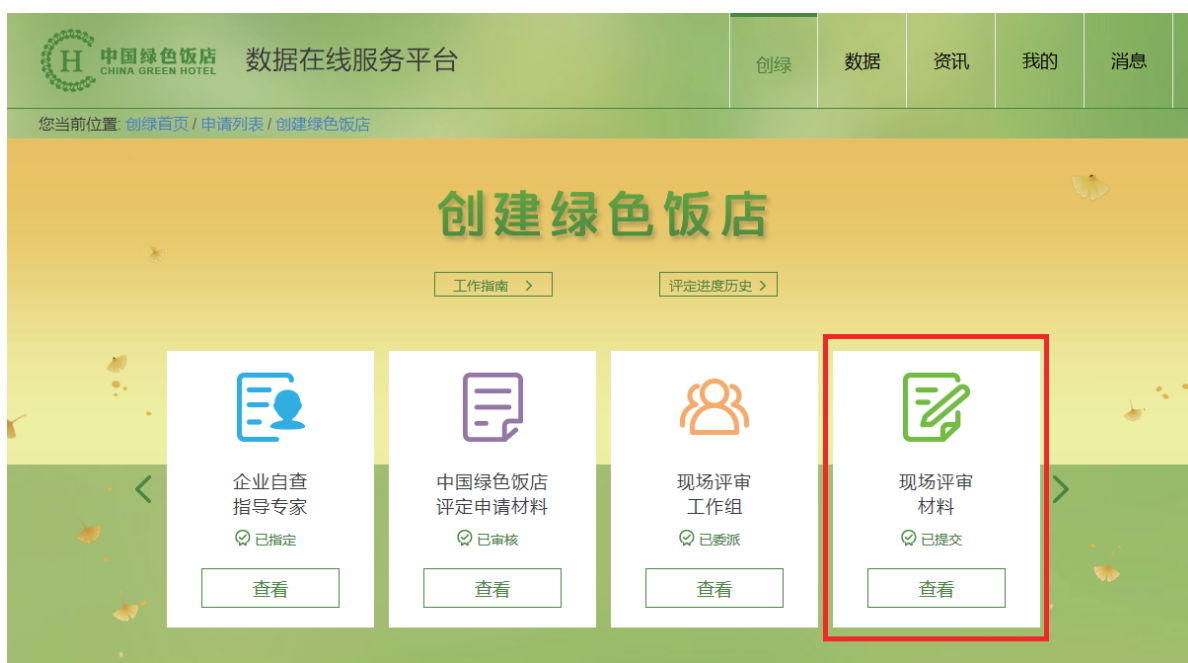 H
中国绿色饭店
CHINA GREEN HOTEL
数据在线服务平台
创绿
数据
资讯
我的
消息
您当前位置: 创绿首页 / 申请列表 / 创建绿色饭店
创建绿色饭店
工作指南 >
评定进度历史 >
企业自查
指导专家
已指定
查看
中国绿色饭店
评定申请材料
已审核
查看
现场评审
工作组
已委派
查看
现场评审
材料
已提交
查看